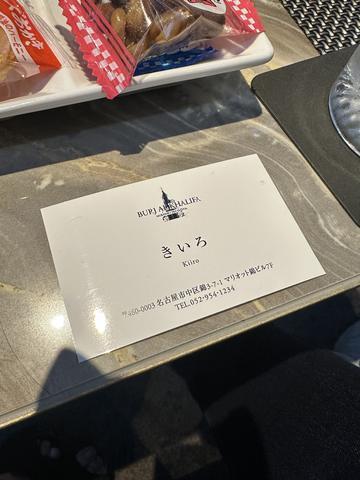 BURJ AL KHALIFA
きいろ
Kiiro
〒460-0003 名古屋市中区錦3-7-1 マリオット錦ビル7F
TEL.052-954-1234